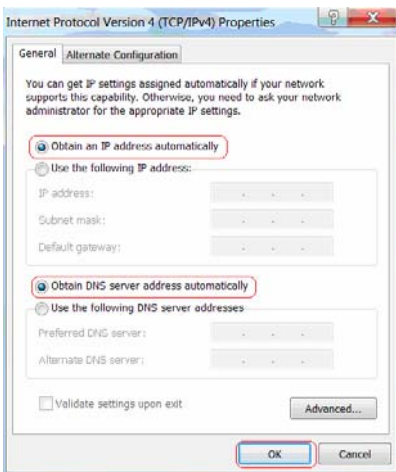 Internet Protocol Version 4 (TCP/IPv4) Properties
General
Alternate Configuration
You can get IP settings assigned automatically if your network
supports this capability. Otherwise, you need to ask your network
administrator for the appropriate IP settings.
Obtain an IP address automatically
Use the following IP address:
IP address:
Subnet mask:
Default gateway:
Obtain DNS server address automatically
Use the following DNS server addresses
Preferred DNS server:
Alternate DNS server:
Validate settings upon exit
Advanced...
OK
Cancel